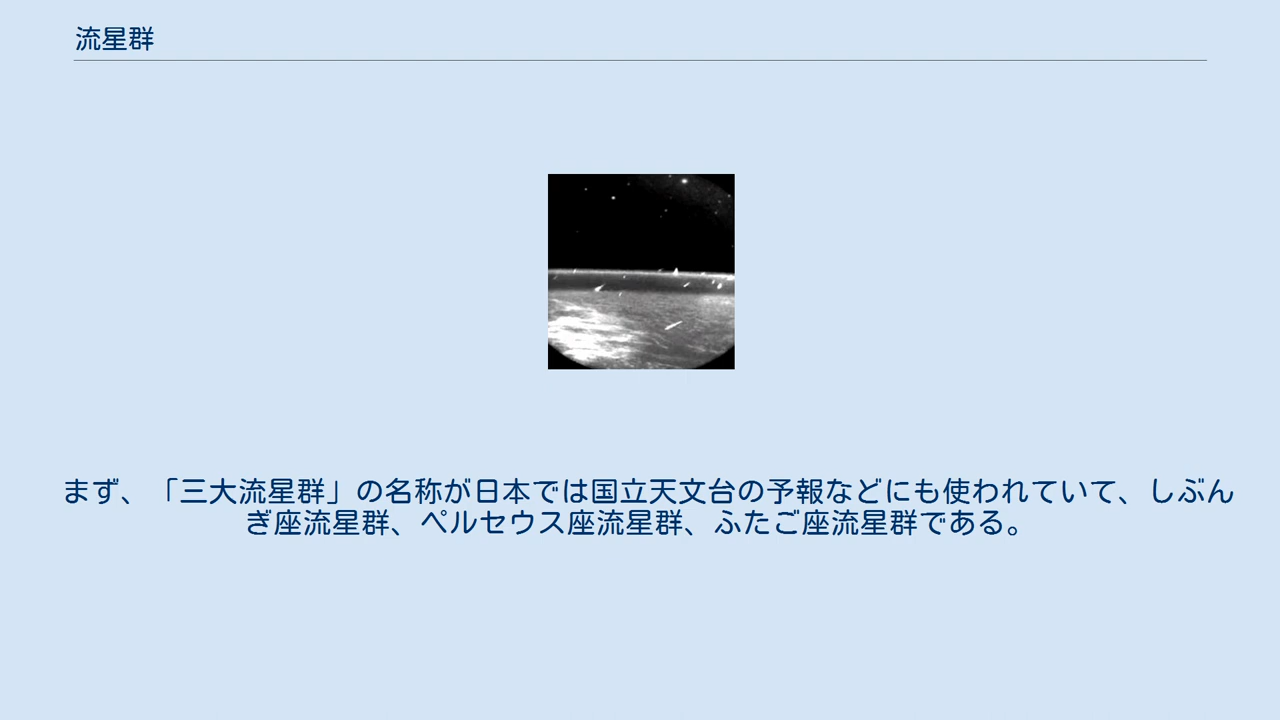 流星群
まず、「三大流星群」の名称が日本では国立天文台の予報などにも使われていて、しぶん
ぎ座流星群、ペルセウス座流星群、ふたご座流星群である。